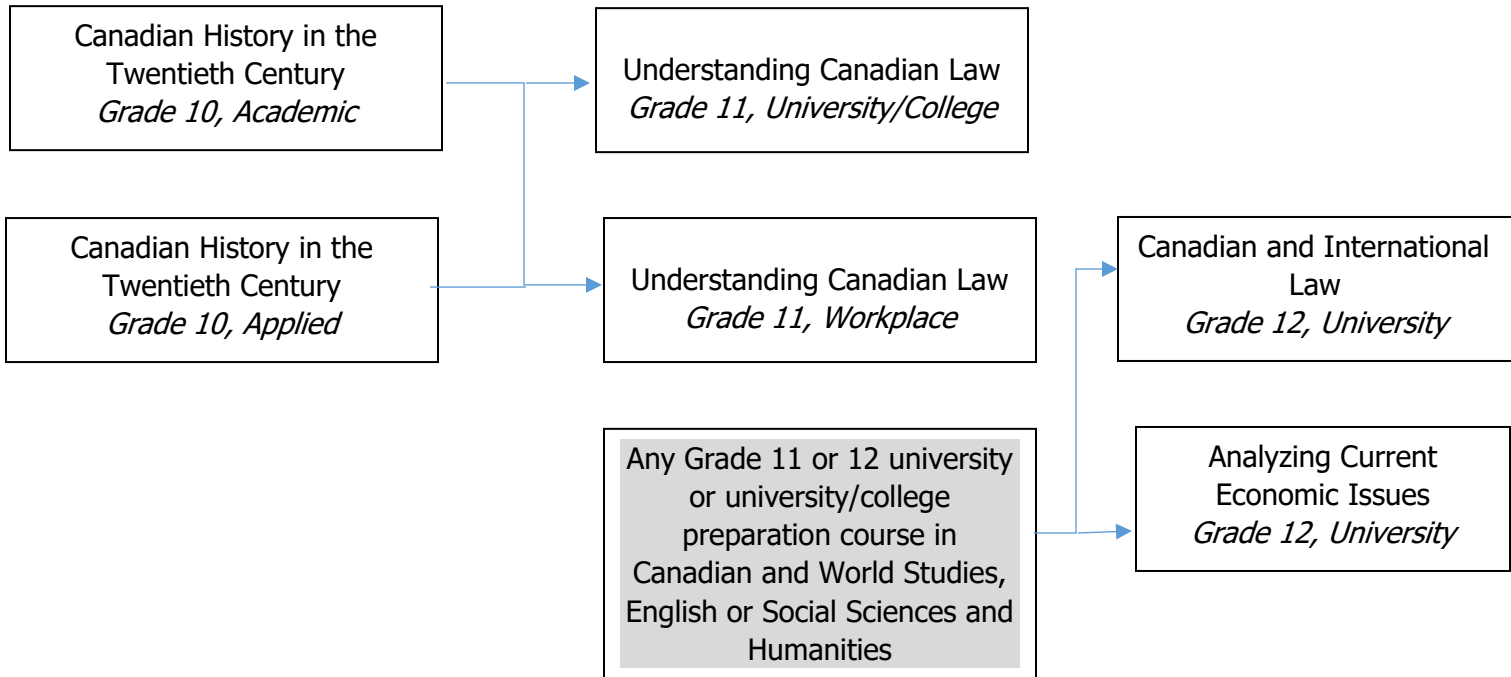 Canadian History in the
Twentieth Century
Grade 10, Academic
Understanding Canadian Law
Grade 11, University/College
Canadian History in the
Twentieth Century
Grade 10, Applied
Understanding Canadian Law
Grade 11, Workplace
Canadian and International
Law
Grade 12, University
Any Grade 11 or 12 university
or university/college
preparation course in
Canadian and World Studies,
English or Social Sciences and
Humanities
Analyzing Current
Economic Issues
Grade 12, University